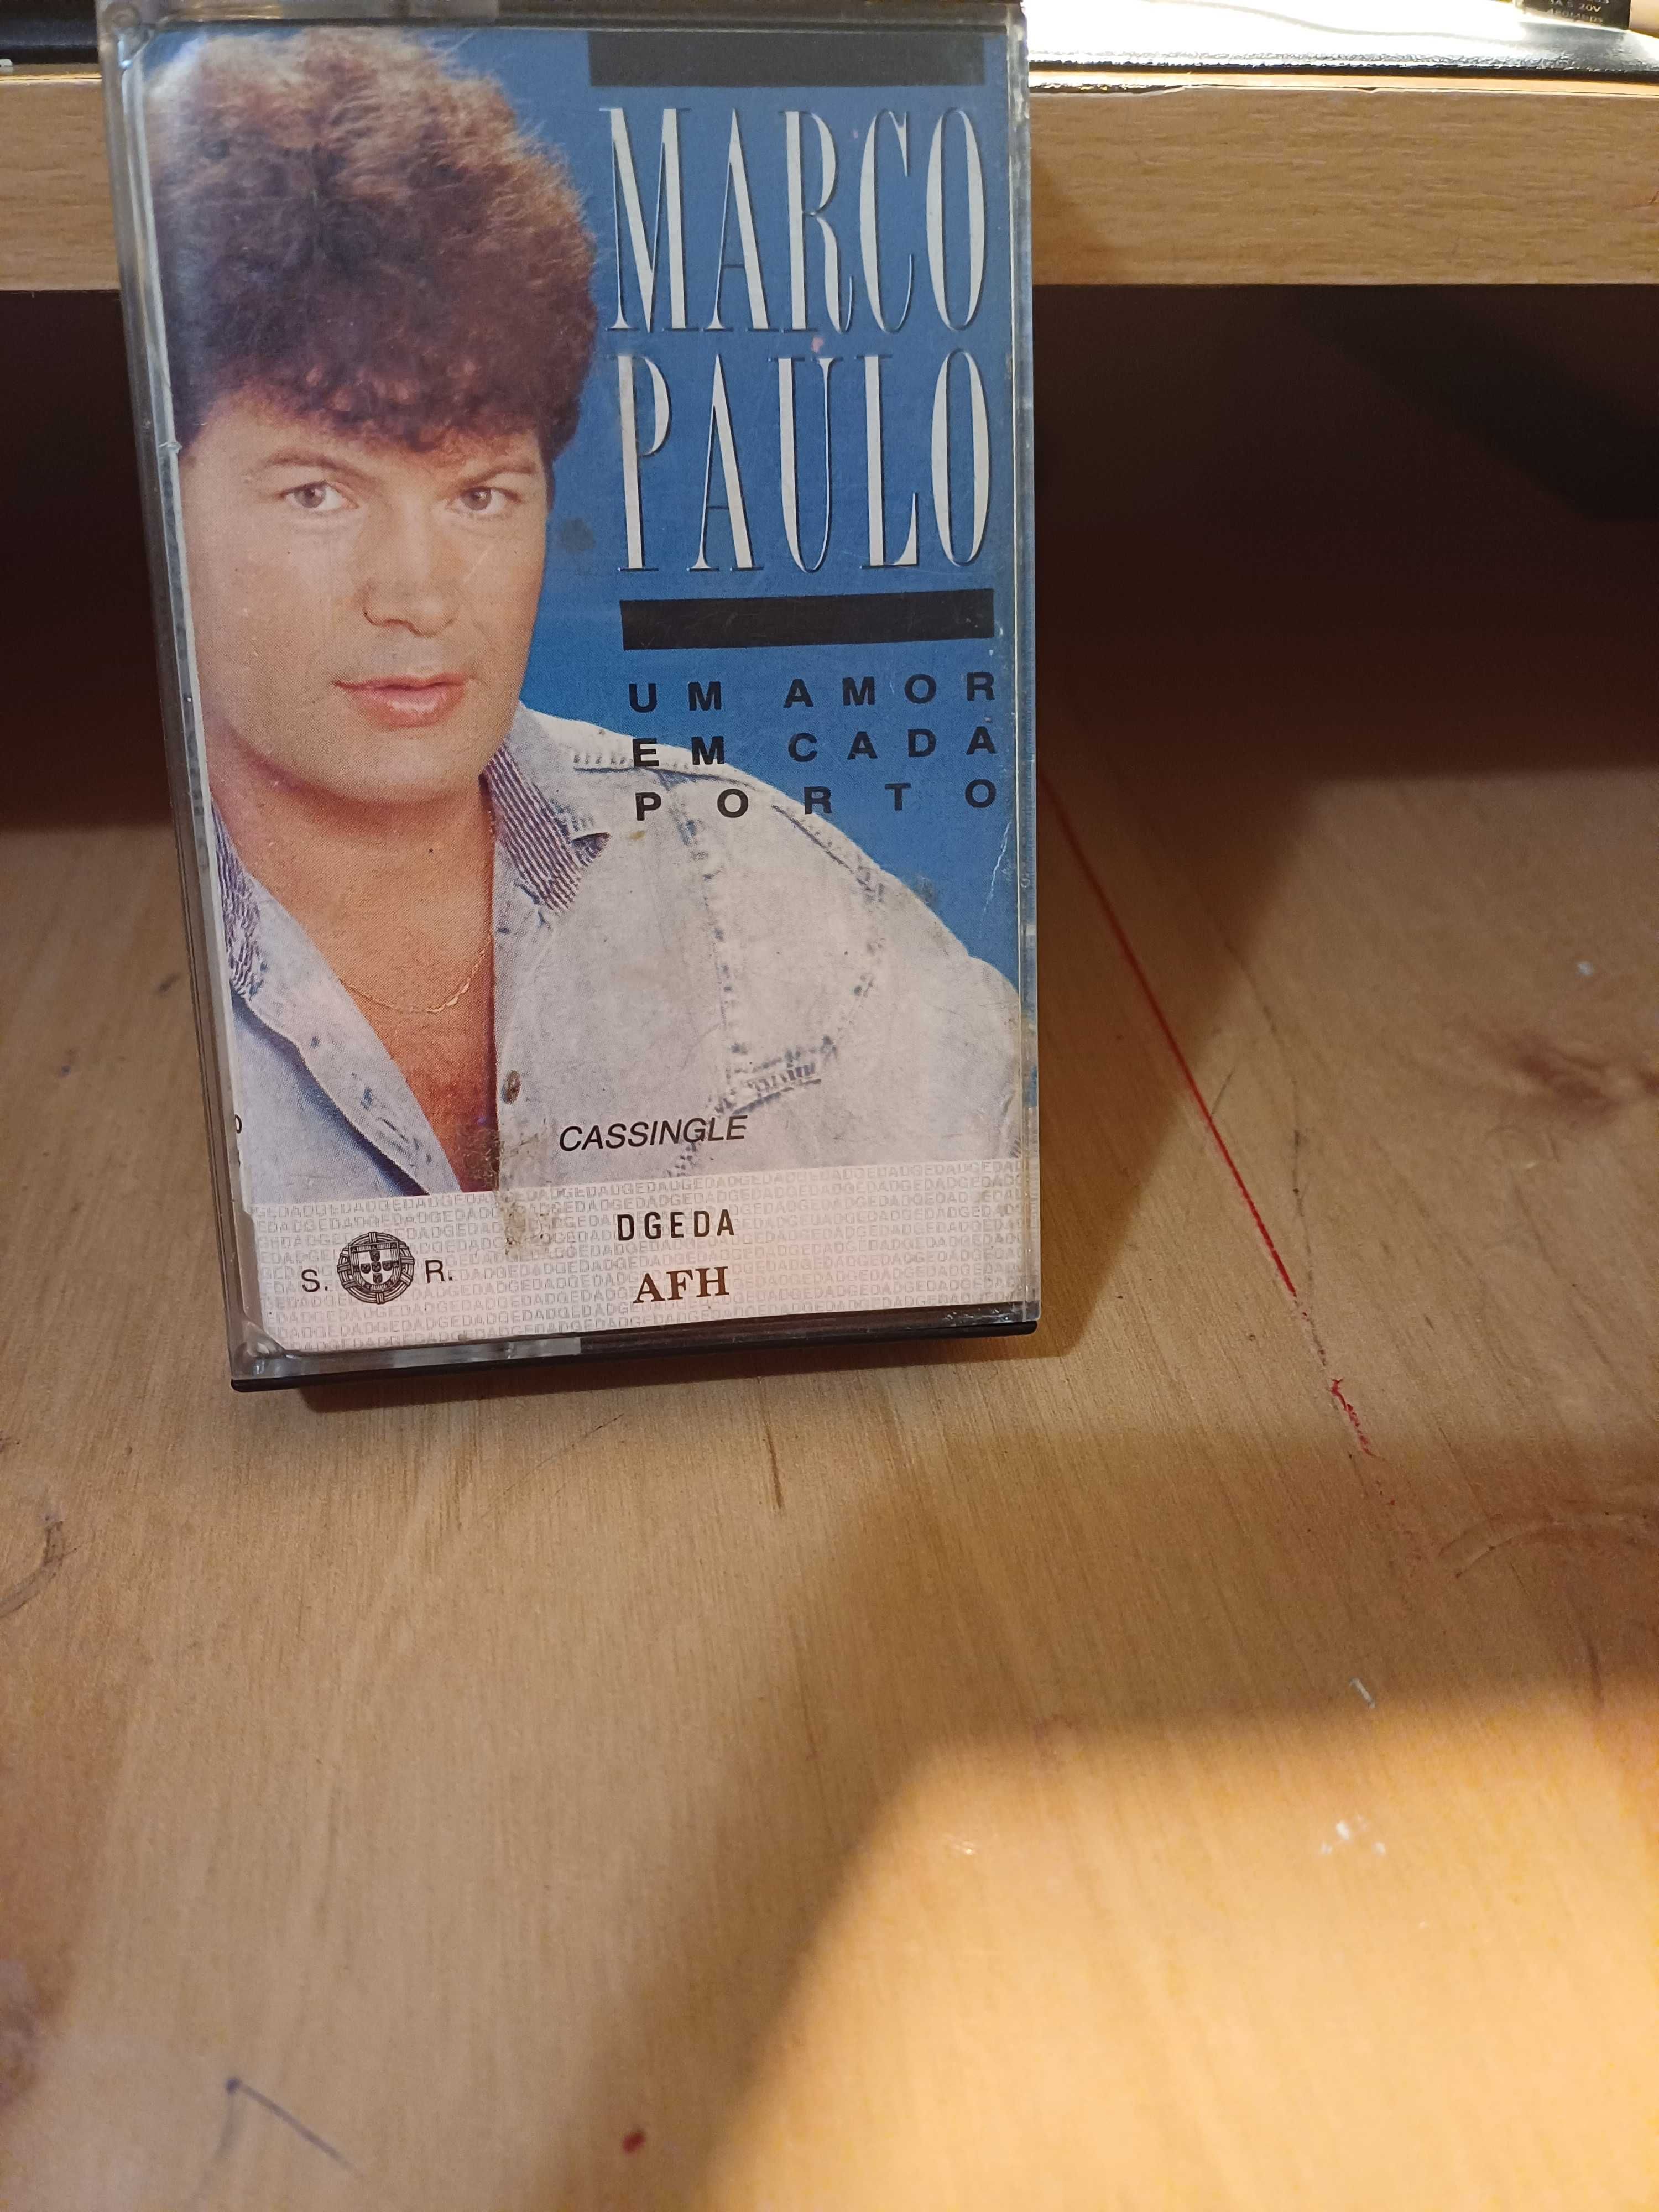 MARCO
PAULO
UM AMOR
EM CADA
PORTO
CASSINGLE
DGEDA
S. R.
AFH